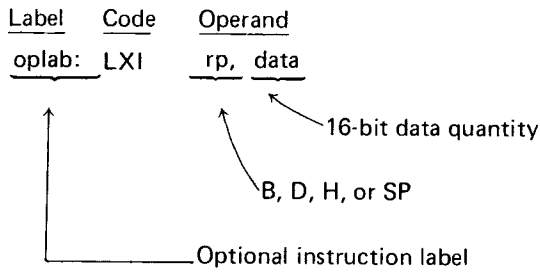 Label Code Operand
oplab: LXI rp, data
16-bit data quantity
B, D, H, or SP
Optional instruction label